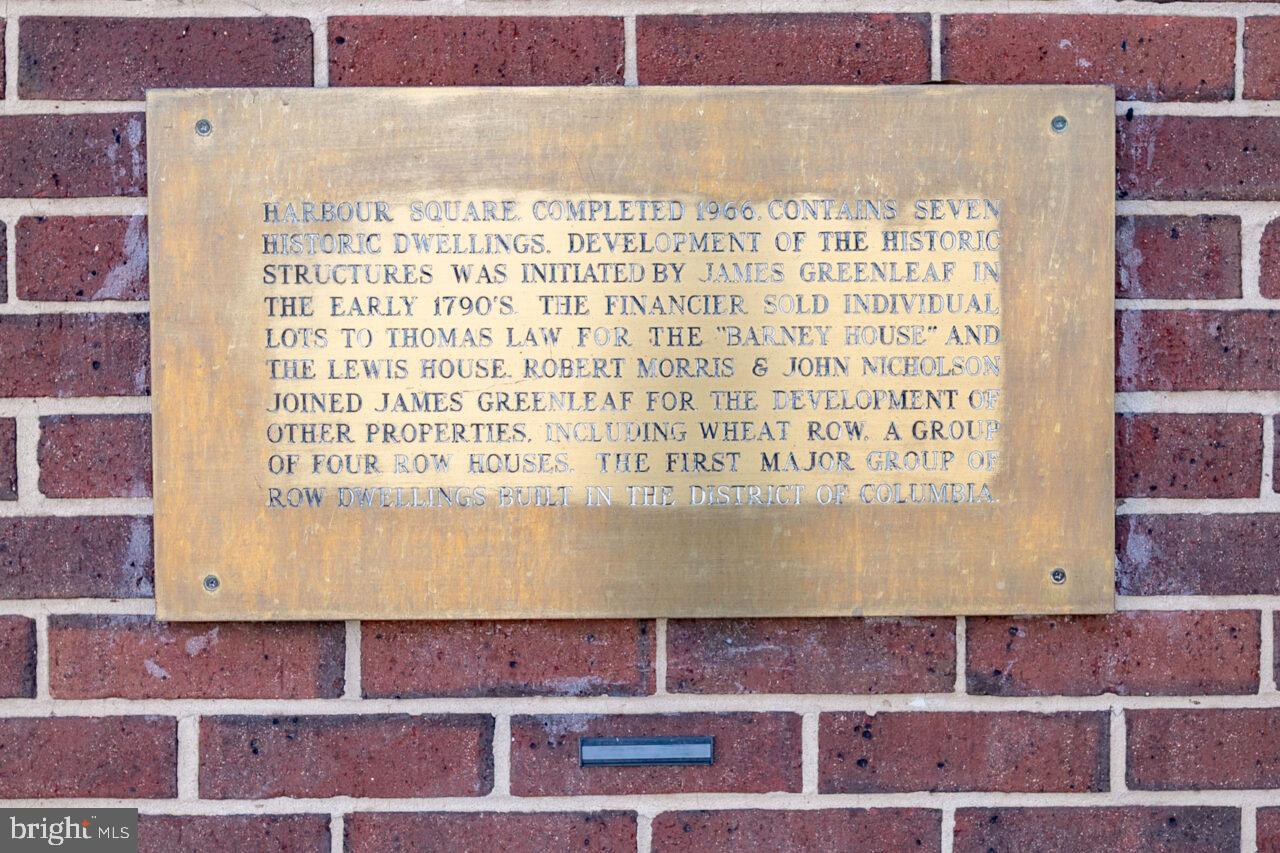 HARBOUR SQUARE, COMPLETED 1966, CONTAINS SEVEN
HISTORIC DWELLINGS. DEVELOPMENT OF THE HISTORIC
STRUCTURES WAS INITIATED BY JAMES GREENLEAF IN
THE EARLY 1790'S. THE FINANCIER SOLD INDIVIDUAL
LOTS TO THOMAS LAW FOR THE "BARNEY HOUSE" AND
THE LEWIS HOUSE. ROBERT MORRIS & JOHN NICHOLSON
JOINED JAMES GREENLEAF FOR THE DEVELOPMENT OF
OTHER PROPERTIES, INCLUDING WHEAT ROW, A GROUP
OF FOUR ROW HOUSES. THE FIRST MAJOR GROUP OF
ROW DWELLINGS BUILT IN THE DISTRICT OF COLUMBIA.
bright MLS